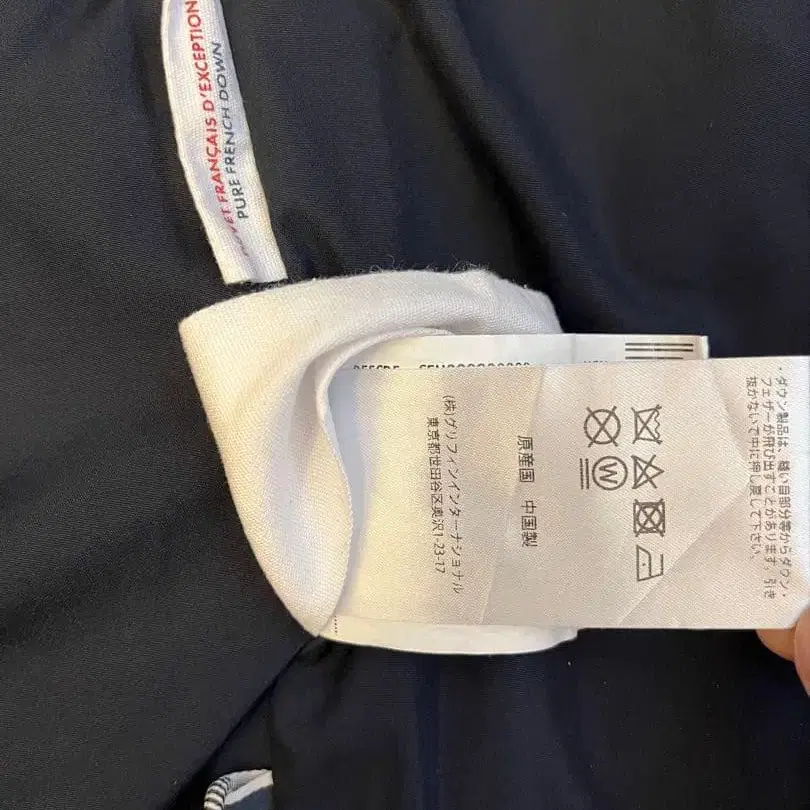 DUVET FRANÇAIS D'EXCEPTION
PURE FRENCH DOWN
・ダウン製品は、縫い目部分等からダウン・
フェザーが飛び出すことがあります。引き
抜かないで中に押し戻して下さい。
W
原産国 中国製
(株)グリフィンインターナショナル
東京都世田谷区奥沢1-23-17